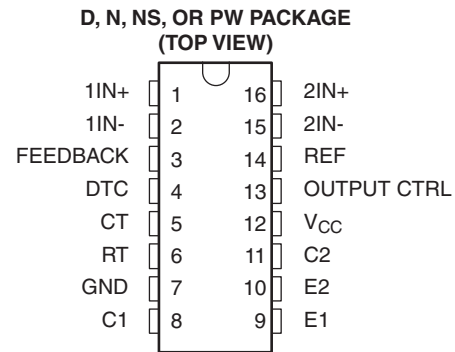 D, N, NS, OR PW PACKAGE
(TOP VIEW)
1IN+ 1 16 2IN+
1IN- 2 15 2IN-
FEEDBACK 3 14 REF
DTC 4 13 OUTPUT CTRL
CT 5 12 VCC
RT 6 11 C2
GND 7 10 E2
C1 8 9 E1